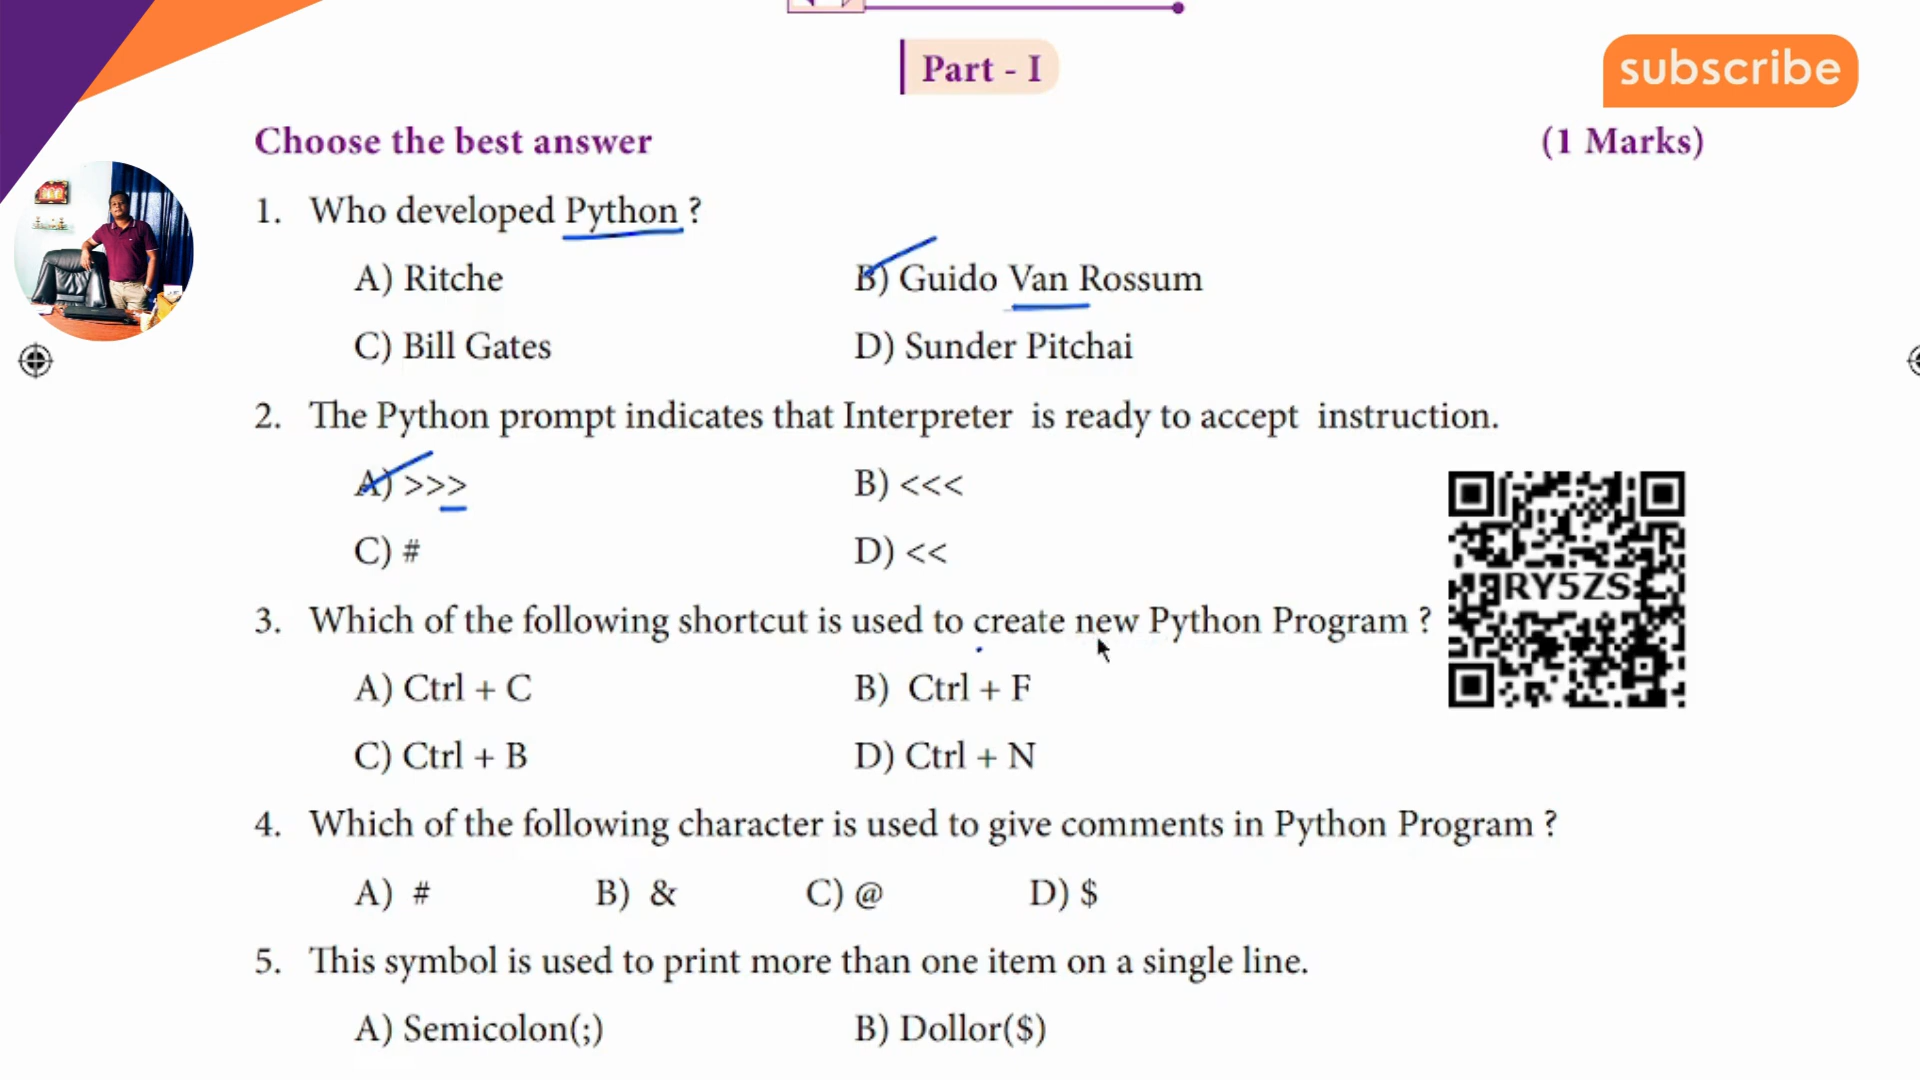 Part - I
subscribe
Choose the best answer (1 Marks)
1. Who developed Python ?
A) Ritche B) Guido Van Rossum
C) Bill Gates D) Sunder Pitchai
2. The Python prompt indicates that Interpreter is ready to accept instruction.
A) >>> B) <<<
C) # D) <<
3. Which of the following shortcut is used to create new Python Program ?
A) Ctrl + C B) Ctrl + F
C) Ctrl + B D) Ctrl + N
RY5ZS
4. Which of the following character is used to give comments in Python Program ?
A) # B) & C) @ D) $
5. This symbol is used to print more than one item on a single line.
A) Semicolon(;) B) Dollor($)